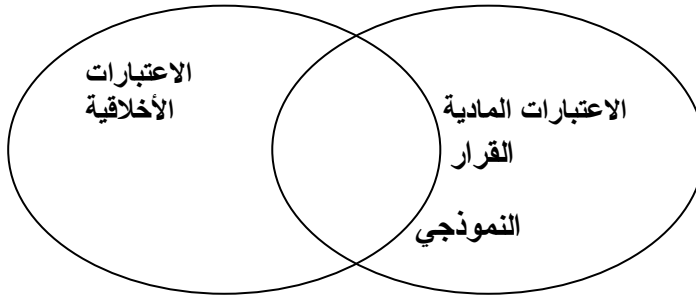 الاعتبارات
الأخلاقية
الاعتبارات المادية
القرار
النموذجي